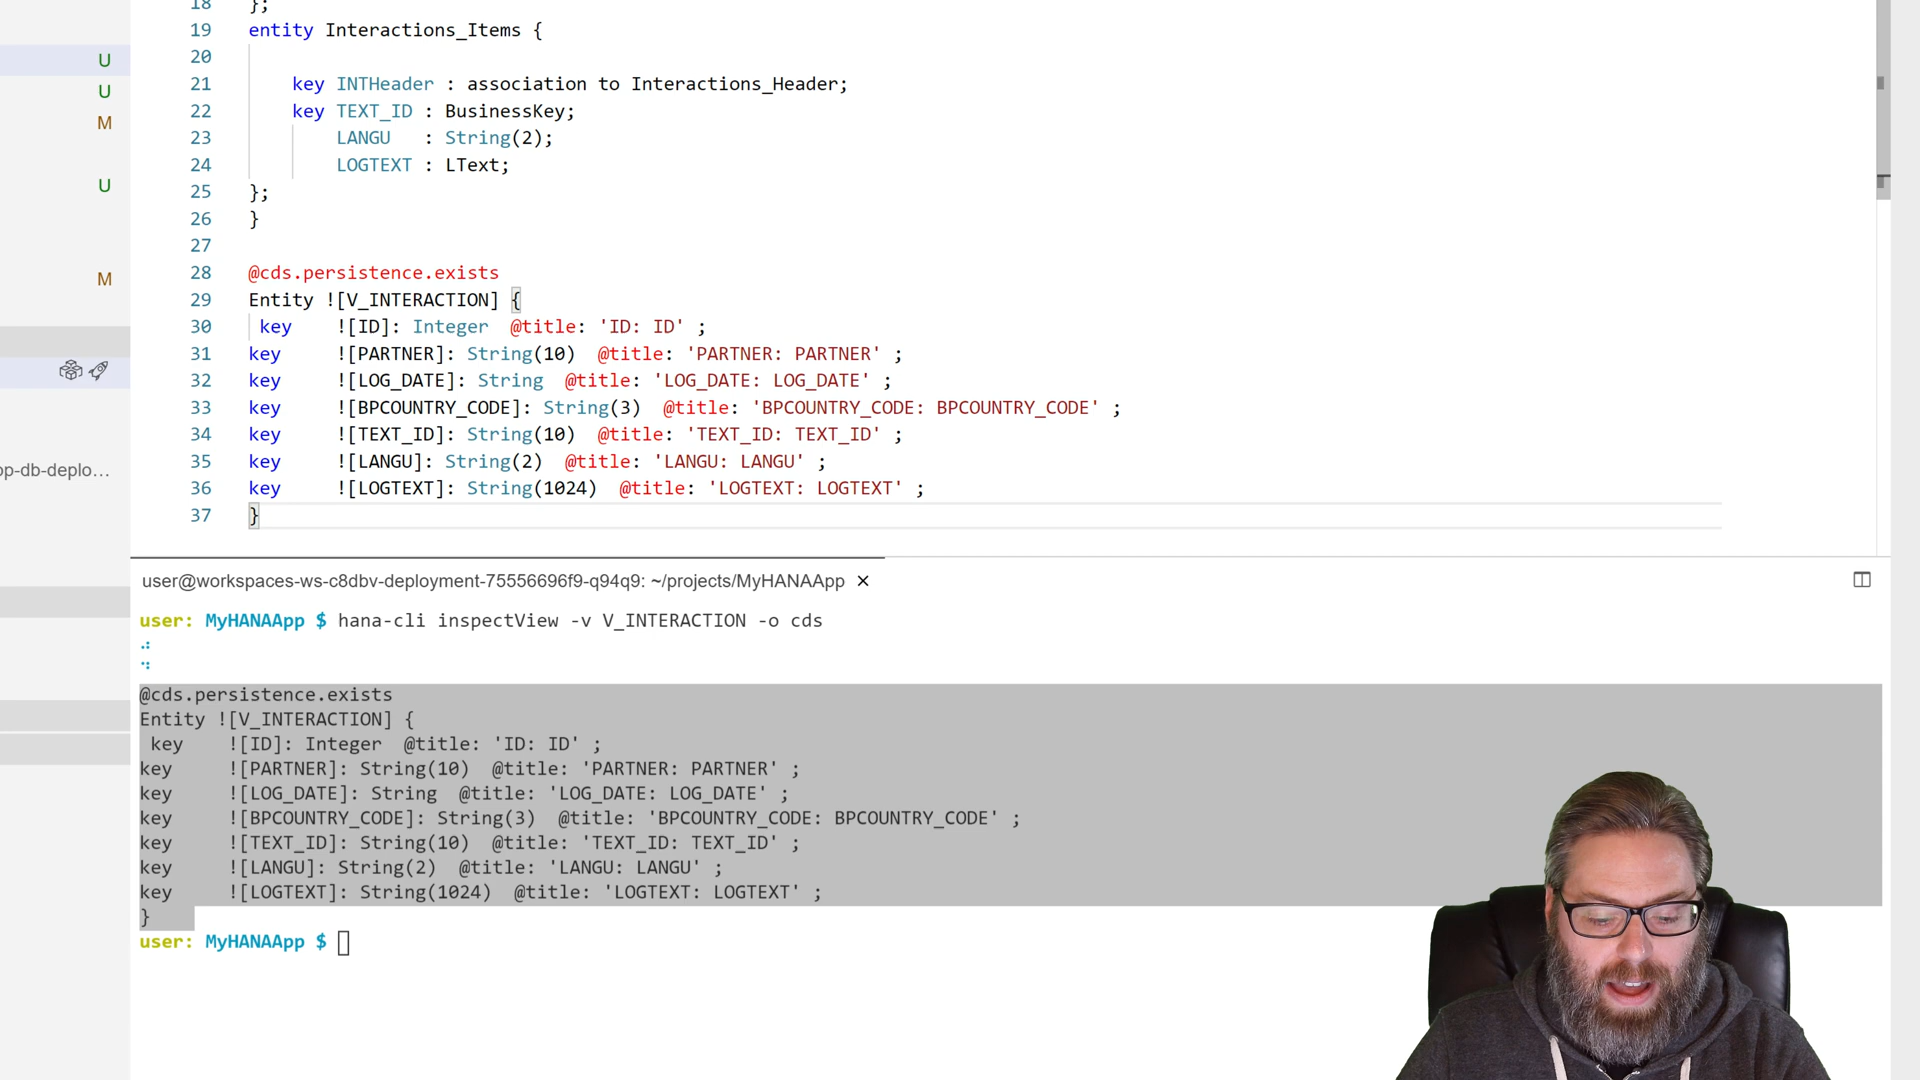 18 };
19 entity Interactions_Items {
20
21 key INTHeader : association to Interactions_Header;
22 key TEXT_ID : BusinessKey;
23 LANGU : String(2);
24 LOGTEXT : LText;
25 };
26 }
27
28 @cds.persistence.exists
29 Entity ![V_INTERACTION] {
30 key ![ID]: Integer @title: 'ID: ID' ;
31 key ![PARTNER]: String(10) @title: 'PARTNER: PARTNER' ;
32 key ![LOG_DATE]: String @title: 'LOG_DATE: LOG_DATE' ;
33 key ![BPCOUNTRY_CODE]: String(3) @title: 'BPCOUNTRY_CODE: BPCOUNTRY_CODE' ;
34 key ![TEXT_ID]: String(10) @title: 'TEXT_ID: TEXT_ID' ;
35 key ![LANGU]: String(2) @title: 'LANGU: LANGU' ;
36 key ![LOGTEXT]: String(1024) @title: 'LOGTEXT: LOGTEXT' ;
37 }
U
U
M
U
M
pp-db-deplo...
user@workspaces-ws-c8dbv-deployment-75556696f9-q94q9: ~/projects/MyHANAApp ×
user: MyHANAApp $ hana-cli inspectView -v V_INTERACTION -o cds
@cds.persistence.exists
Entity ![V_INTERACTION] {
key ![ID]: Integer @title: 'ID: ID' ;
key ![PARTNER]: String(10) @title: 'PARTNER: PARTNER' ;
key ![LOG_DATE]: String @title: 'LOG_DATE: LOG_DATE' ;
key ![BPCOUNTRY_CODE]: String(3) @title: 'BPCOUNTRY_CODE: BPCOUNTRY_CODE' ;
key ![TEXT_ID]: String(10) @title: 'TEXT_ID: TEXT_ID' ;
key ![LANGU]: String(2) @title: 'LANGU: LANGU' ;
key ![LOGTEXT]: String(1024) @title: 'LOGTEXT: LOGTEXT' ;
}
user: MyHANAApp $